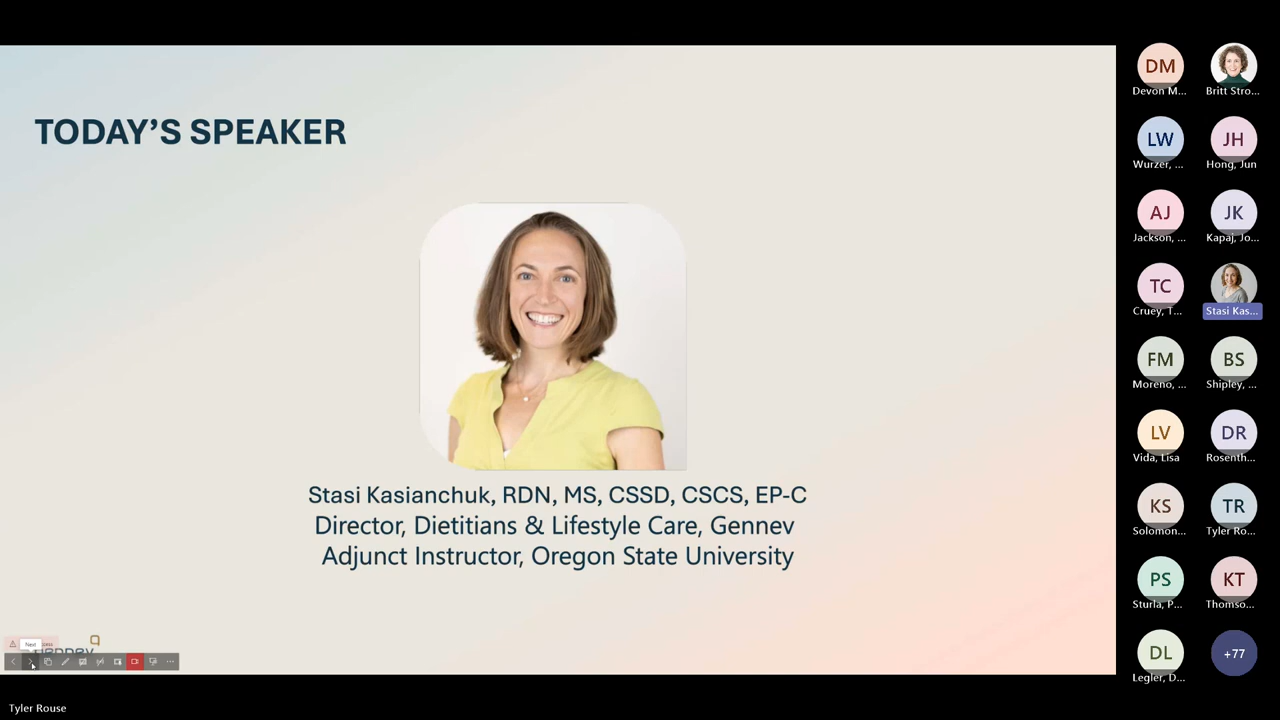 TODAY'S SPEAKER
Stasi Kasianchuk, RDN, MS, CSSD, CSCS, EP-C
Director, Dietitians & Lifestyle Care, Gennev
Adjunct Instructor, Oregon State University
Next
Tyler Rouse
DM
Devon M...
Britt Stro...
LW
Wurzer, ...
JH
Hong, Jun
AJ
Jackson, ...
JK
Kapaj, Jo...
TC
Cruey, T...
Stasi Kas...
FM
Moreno, ...
BS
Shipley, ...
LV
Vida, Lisa
DR
Rosenth...
KS
Solomon...
TR
Tyler Ro...
PS
Sturla, P...
KT
Thomso...
DL
Legler, D...
+77